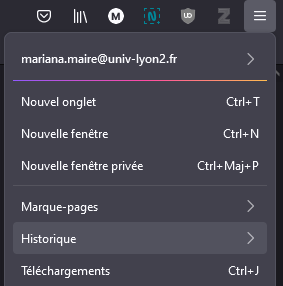 M
N
UD
Z
mariana.maire@univ-lyon2.fr
Nouvel onglet Ctrl+T
Nouvelle fenêtre Ctrl+N
Nouvelle fenêtre privée Ctrl+Maj+P
Marque-pages
Historique
Téléchargements Ctrl+J